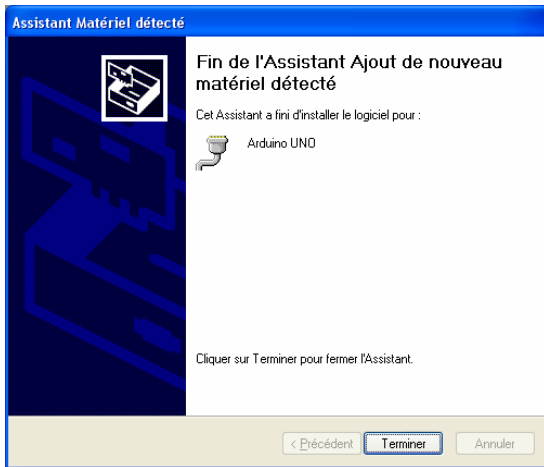 Assistant Matériel détecté
Fin de l'Assistant Ajout de nouveau
matériel détecté
Cet Assistant a fini d'installer le logiciel pour :
Arduino UNO
Cliquer sur Terminer pour fermer l'Assistant.
< Précédent Terminer Annuler